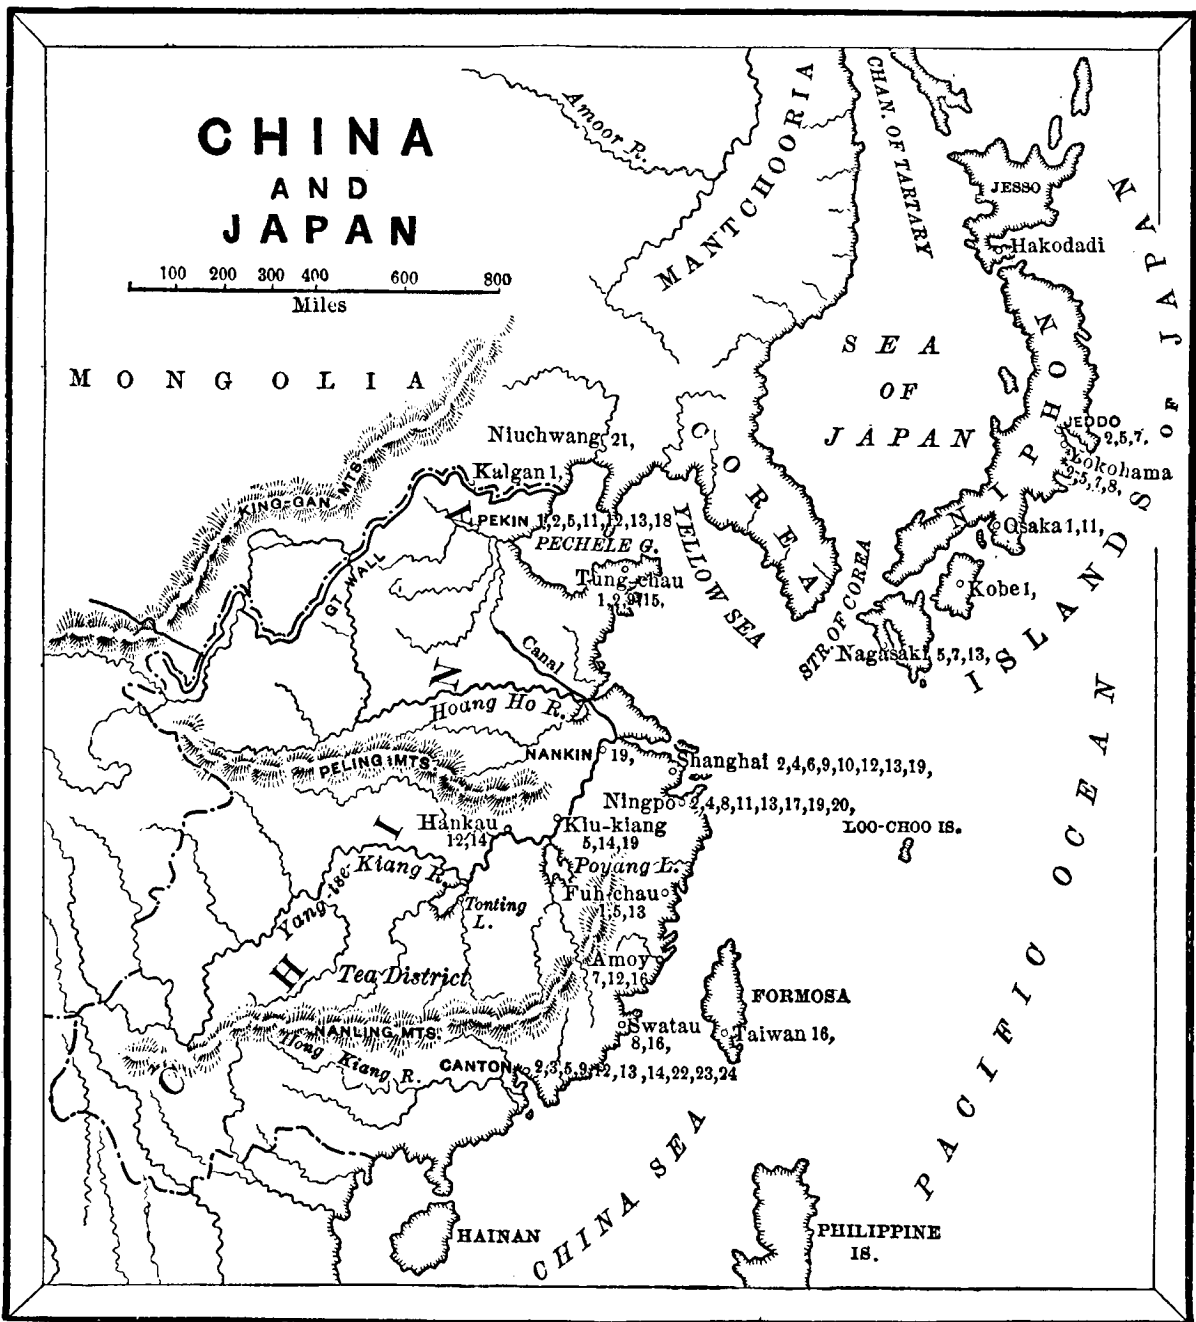 CHINA
AND
JAPAN
100 200 300 400 600 800
Miles
Amoor R.
MANTCHOORIA
CHAN. OF TARTARY
JESSO
Hakodadi
MONGOLIA
SEA
OF
JAPAN
NIPHON
ISLANDS OF JAPAN
KING-GAN MTS.
Niuchwang 21,
Kalgan 1,
COREA
JEDDO
2,5,7.
Yokohama
2,5,7,8,
PEKIN 1,2,5,11,12,13,18
PECHELE G.
YELLOW SEA
Osaka 1,11,
GT. WALL
Tung-chau
1,2,9,15,
STR. OF COREA
Kobe 1,
Nagasaki 5,7,13,
Canal
Hoang Ho R.
CHIN
PELING MTS.
NANKIN 19,
Shanghai 2,4,6,9,10,12,13,19,
Ningpo 2,4,8,11,13,17,19,20,
Hankau
12,14
Kiu-kiang
5,14,19
LOO-CHOO IS.
Yang-tse-Kiang R.
Poyang L.
Fuh-chau
1,5,13
Tonting
L.
Amoy
7,12,16
Tea District
FORMOSA
NANLING MTS.
Swatau
8,16,
Taiwan 16,
Hong Kiang R.
CANTON 2,3,5,9,12,13,14,22,23,24
PACIFIC OCEAN
CHINA SEA
HAINAN
PHILIPPINE
IS.